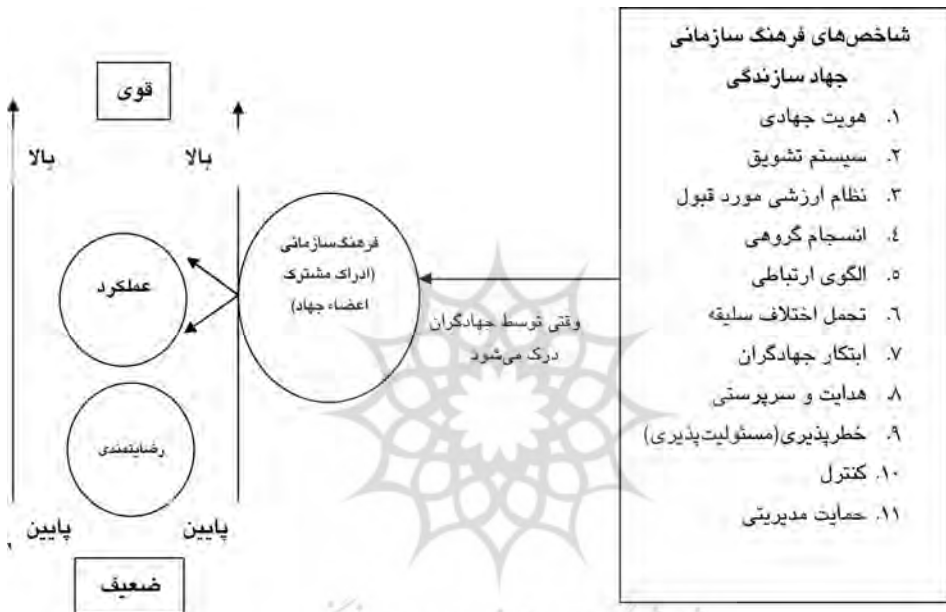 شاخص‌های فرهنگ سازمانی
جهاد سازندگی
۱. هویت جهادی
۲. سیستم تشویق
۳. نظام ارزشی مورد قبول
۴. انسجام گروهی
۵. الگوی ارتباطی
۶. تحمل اختلاف سلیقه
۷. ابتکار جهادگران
۸. هدایت و سرپرستی
۹. خطرپذیری(مسئولیت‌پذیری)
۱۰. کنترل
۱۱. حمایت مدیریتی
وقتی توسط جهادگران
درک می‌شود
فرهنگ‌سازمانی
(ادراک مشترک
اعضاء جهاد)
قوی
بالا
بالا
عملکرد
رضایتمندی
پایین
پایین
ضعیف